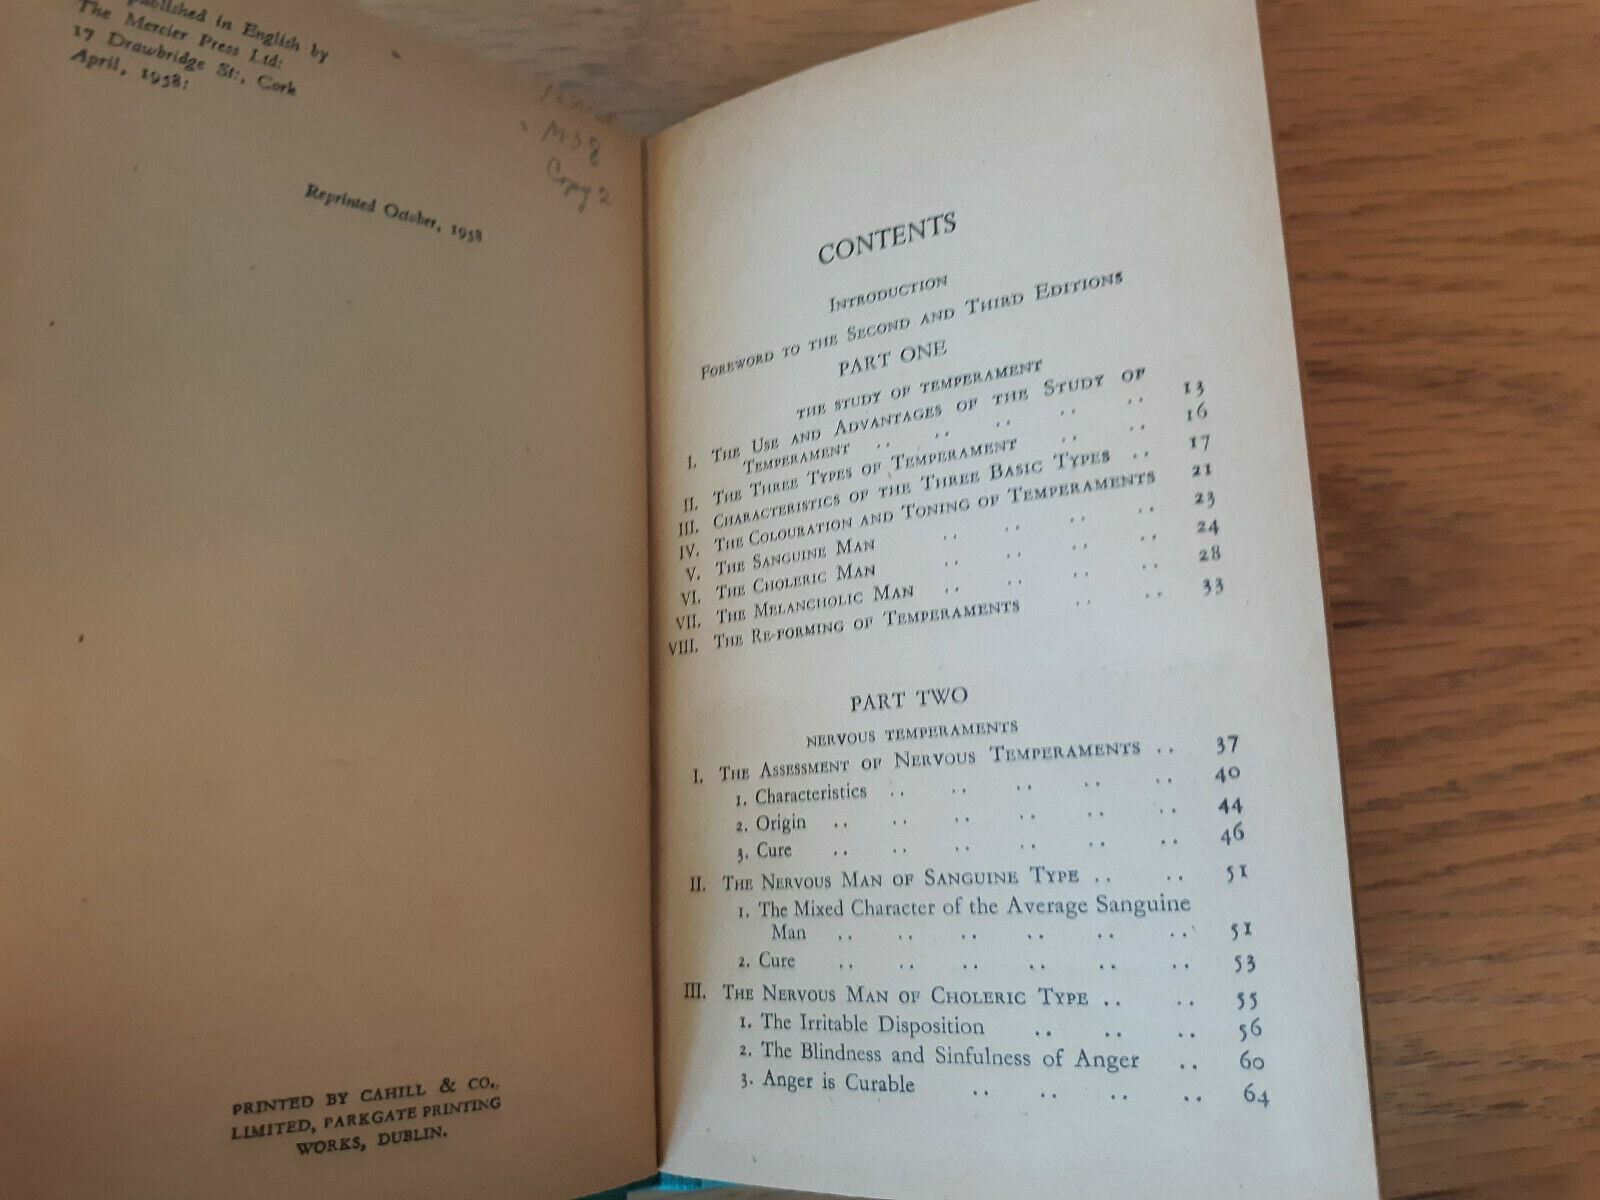 published in English by
The Mercier Press Ltd:
17 Drawbridge St:, Cork
April, 1958:
M38
Copy 2
Reprinted October, 1958
PRINTED BY CAHILL & CO.,
LIMITED, PARKGATE PRINTING
WORKS, DUBLIN.
CONTENTS
INTRODUCTION
FOREWORD TO THE SECOND AND THIRD EDITIONS
PART ONE
THE STUDY OF TEMPERAMENT
I. THE USE AND ADVANTAGES OF THE STUDY OF
TEMPERAMENT .. .. .. .. .. 13
II. THE THREE TYPES OF TEMPERAMENT .. .. 16
III. CHARACTERISTICS OF THE THREE BASIC TYPES .. 17
IV. THE COLOURATION AND TONING OF TEMPERAMENTS 21
V. THE SANGUINE MAN .. .. .. .. 23
VI. THE CHOLERIC MAN .. .. .. .. 24
VII. THE MELANCHOLIC MAN .. .. .. .. 28
VIII. THE RE-FORMING OF TEMPERAMENTS .. .. 33
PART TWO
NERVOUS TEMPERAMENTS
I. THE ASSESSMENT OF NERVOUS TEMPERAMENTS .. 37
1. Characteristics .. .. .. .. .. 40
2. Origin .. .. .. .. .. .. 44
3. Cure .. .. .. .. .. .. 46
II. THE NERVOUS MAN OF SANGUINE TYPE .. .. 51
1. The Mixed Character of the Average Sanguine
Man .. .. .. .. .. .. 51
2. Cure .. .. .. .. .. .. 53
III. THE NERVOUS MAN OF CHOLERIC TYPE .. .. 55
1. The Irritable Disposition .. .. .. 56
2. The Blindness and Sinfulness of Anger .. 60
3. Anger is Curable .. .. .. .. 64